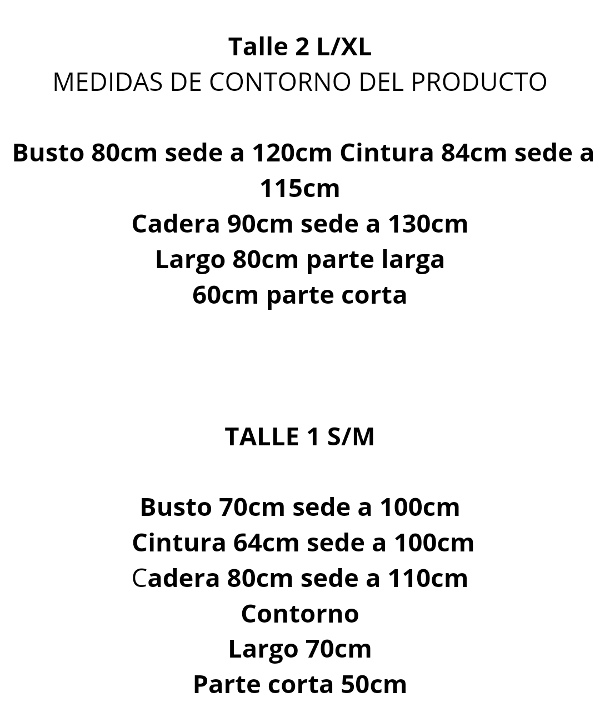 Talle 2 L/XL
MEDIDAS DE CONTORNO DEL PRODUCTO
Busto 80cm sede a 120cm Cintura 84cm sede a
115cm
Cadera 90cm sede a 130cm
Largo 80cm parte larga
60cm parte corta
TALLE 1 S/M
Busto 70cm sede a 100cm
Cintura 64cm sede a 100cm
Cadera 80cm sede a 110cm
Contorno
Largo 70cm
Parte corta 50cm